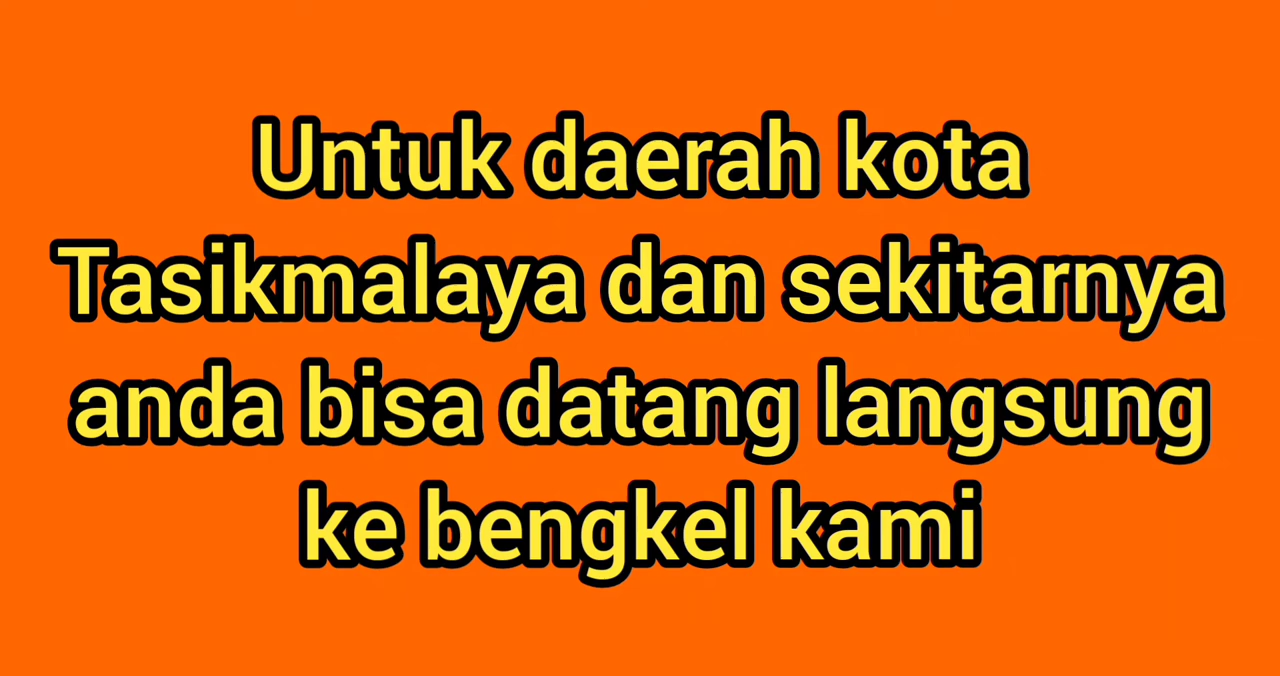 Untuk daerah kota
Tasikmalaya dan sekitarnya
anda bisa datang langsung
ke bengkel kami